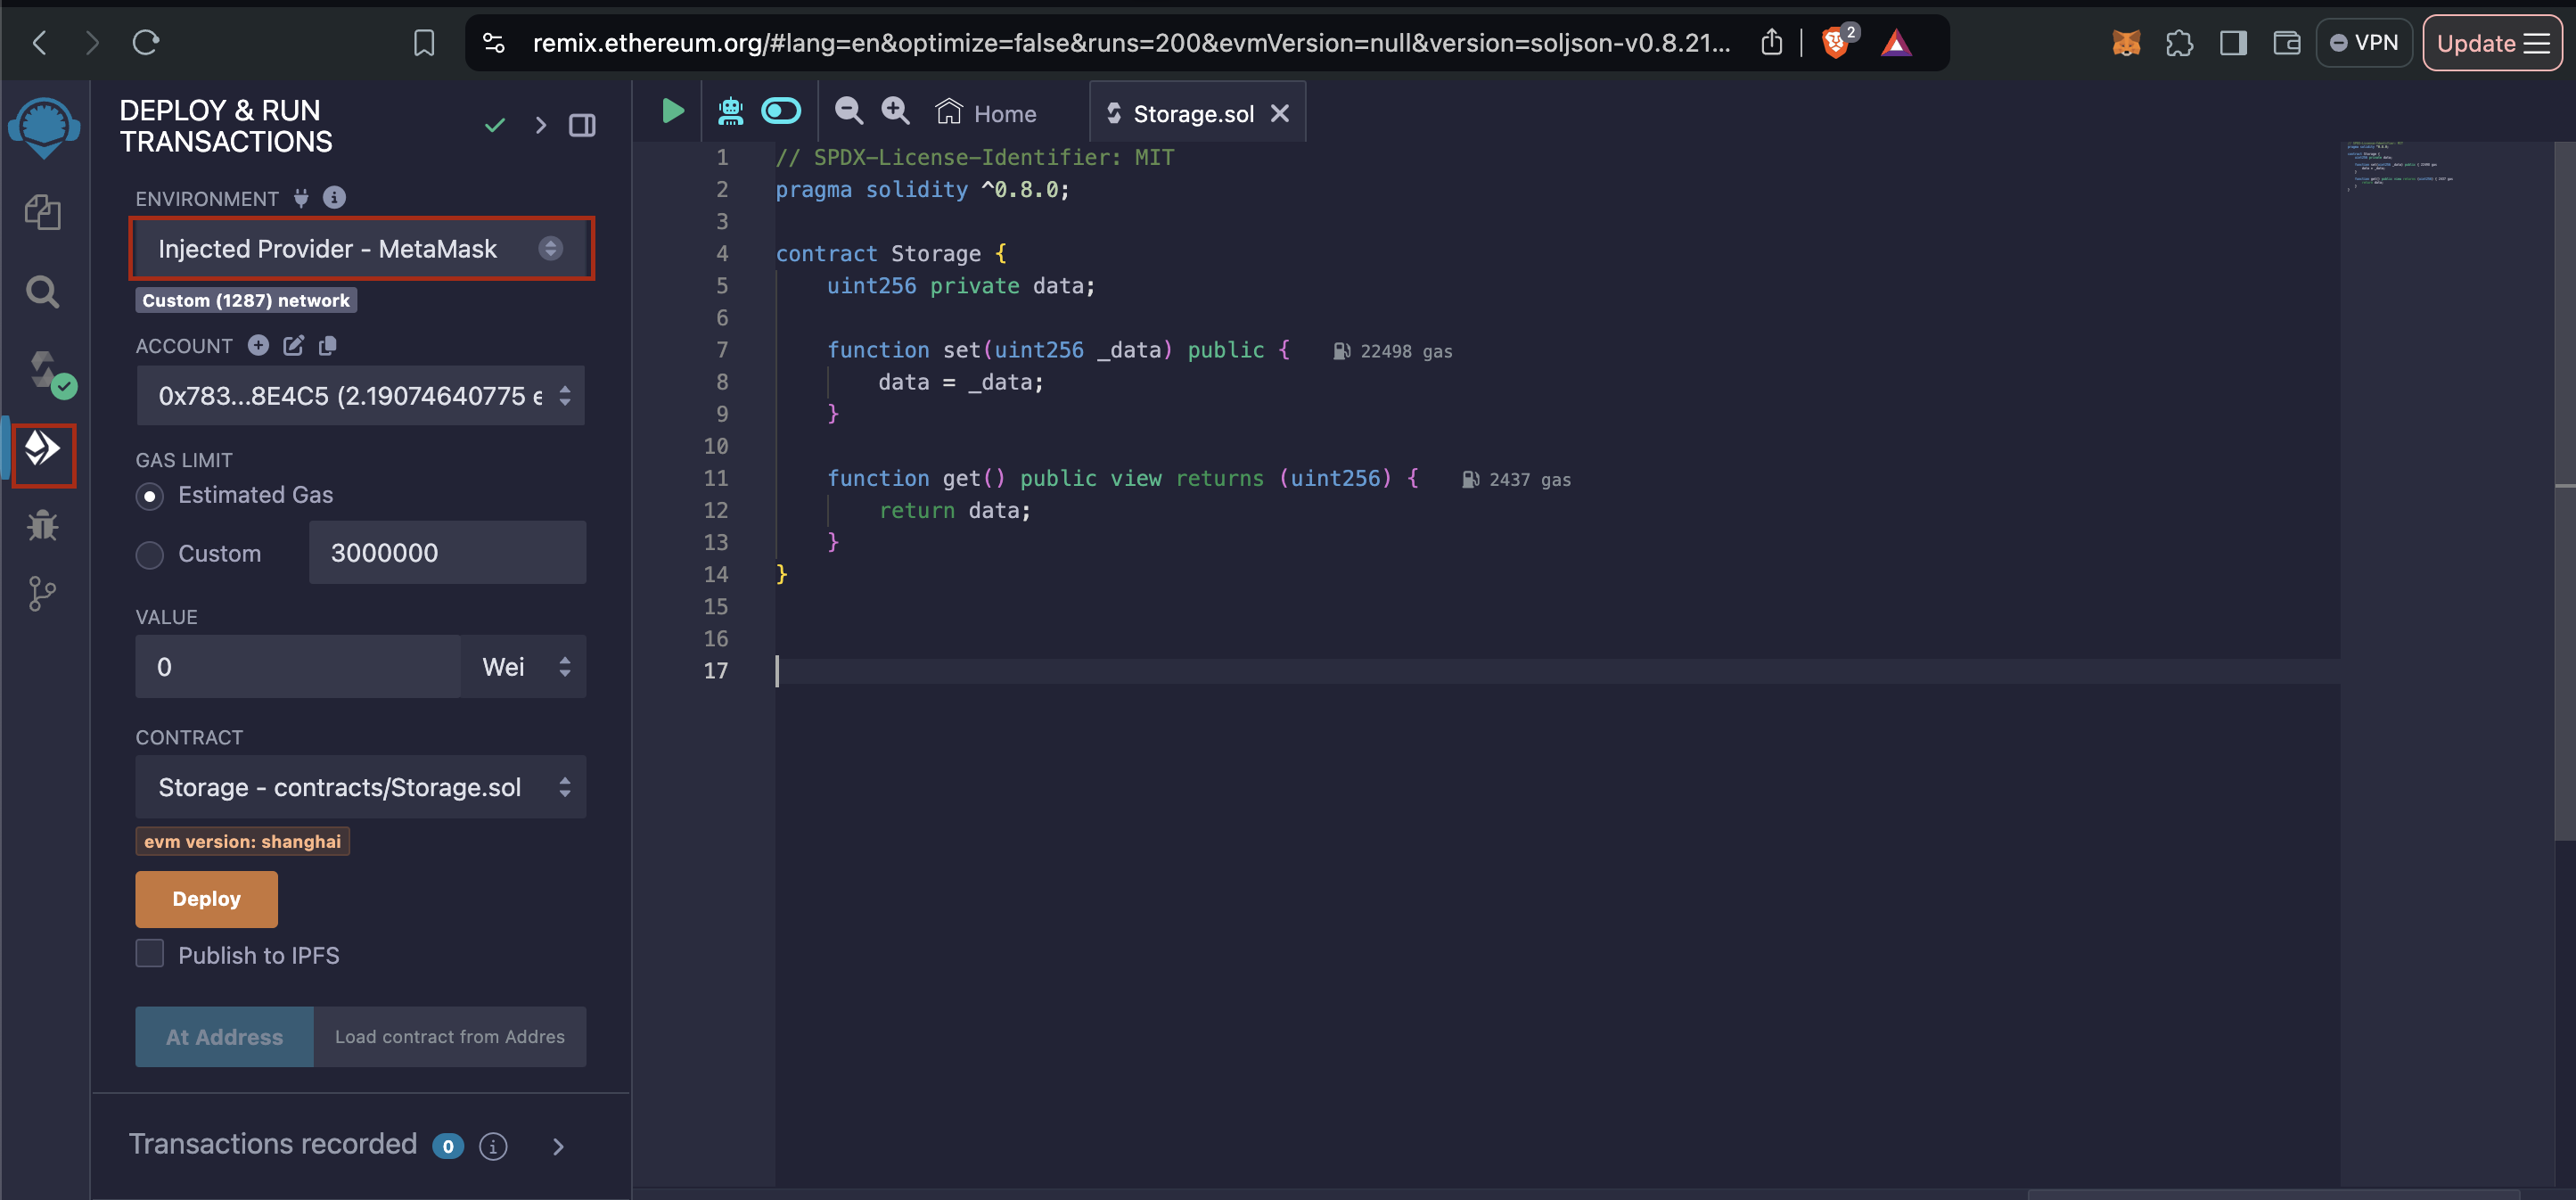 remix.ethereum.org/#lang=en&optimize=false&runs=200&evmVersion=null&version=soljson-v0.8.21...
2
VPN
Update
DEPLOY & RUN
TRANSACTIONS
ENVIRONMENT
Injected Provider - MetaMask
Custom (1287) network
ACCOUNT
0x783...8E4C5 (2.19074640775 e
GAS LIMIT
Estimated Gas
Custom
3000000
VALUE
0
Wei
CONTRACT
Storage - contracts/Storage.sol
evm version: shanghai
Deploy
Publish to IPFS
At Address
Load contract from Addres
Transactions recorded 0
Home
Storage.sol
1 // SPDX-License-Identifier: MIT
2 pragma solidity ^0.8.0;
3
4 contract Storage {
5 uint256 private data;
6
7 function set(uint256 _data) public { 22498 gas
8 data = _data;
9 }
10
11 function get() public view returns (uint256) { 2437 gas
12 return data;
13 }
14 }
15
16
17